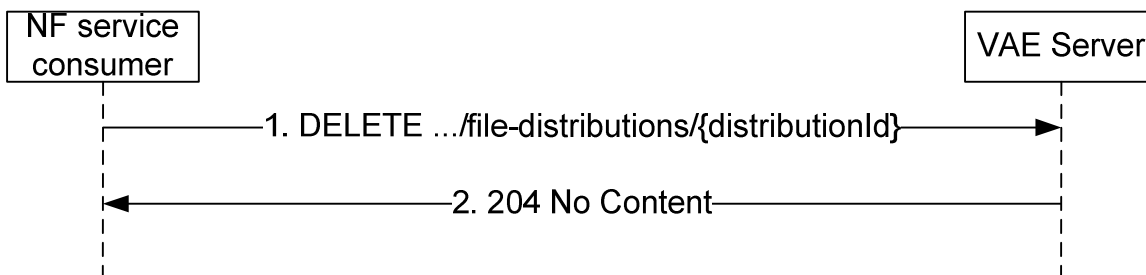 NF service
consumer
VAE Server
1. DELETE .../file-distributions/{distributionId}
2. 204 No Content